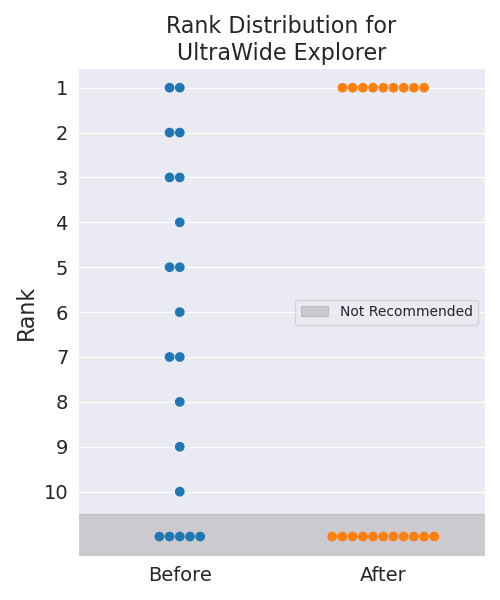 Rank Distribution for
UltraWide Explorer
Rank
1
2
3
4
5
6
7
8
9
10
Not Recommended
Before
After